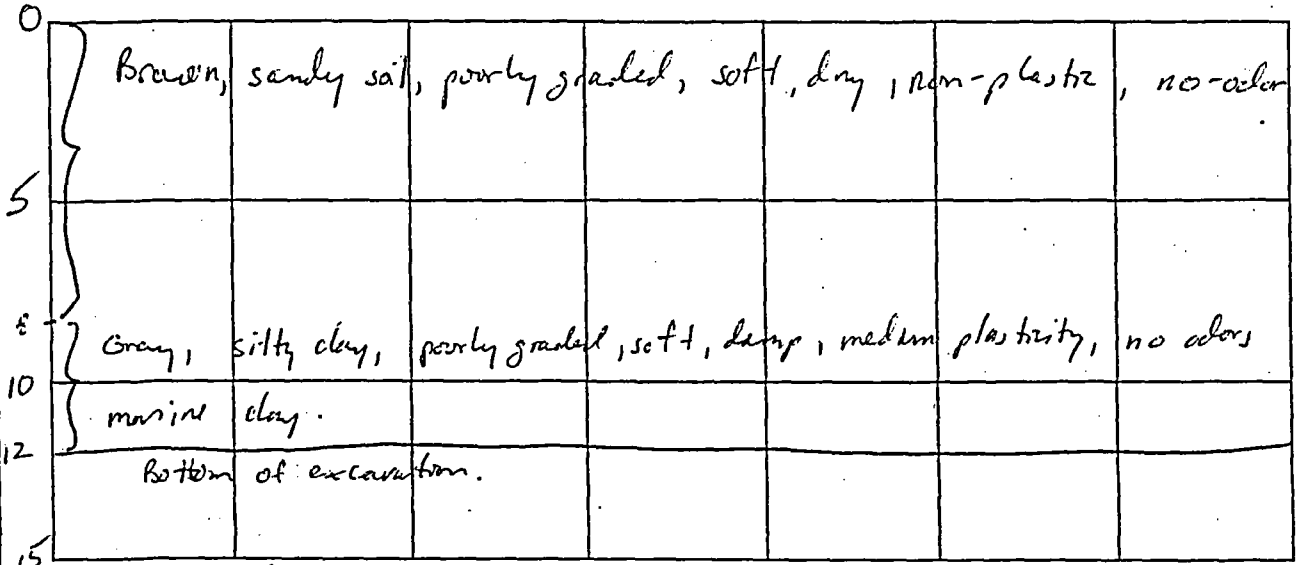 0
Brown, sandy soil, poorly graded, soft, dry, non-plastic, no-odor
5
8
Gray, silty clay, poorly graded, soft, damp, medium plasticity, no odors
10
marine clay.
12
Bottom of excavation.
15